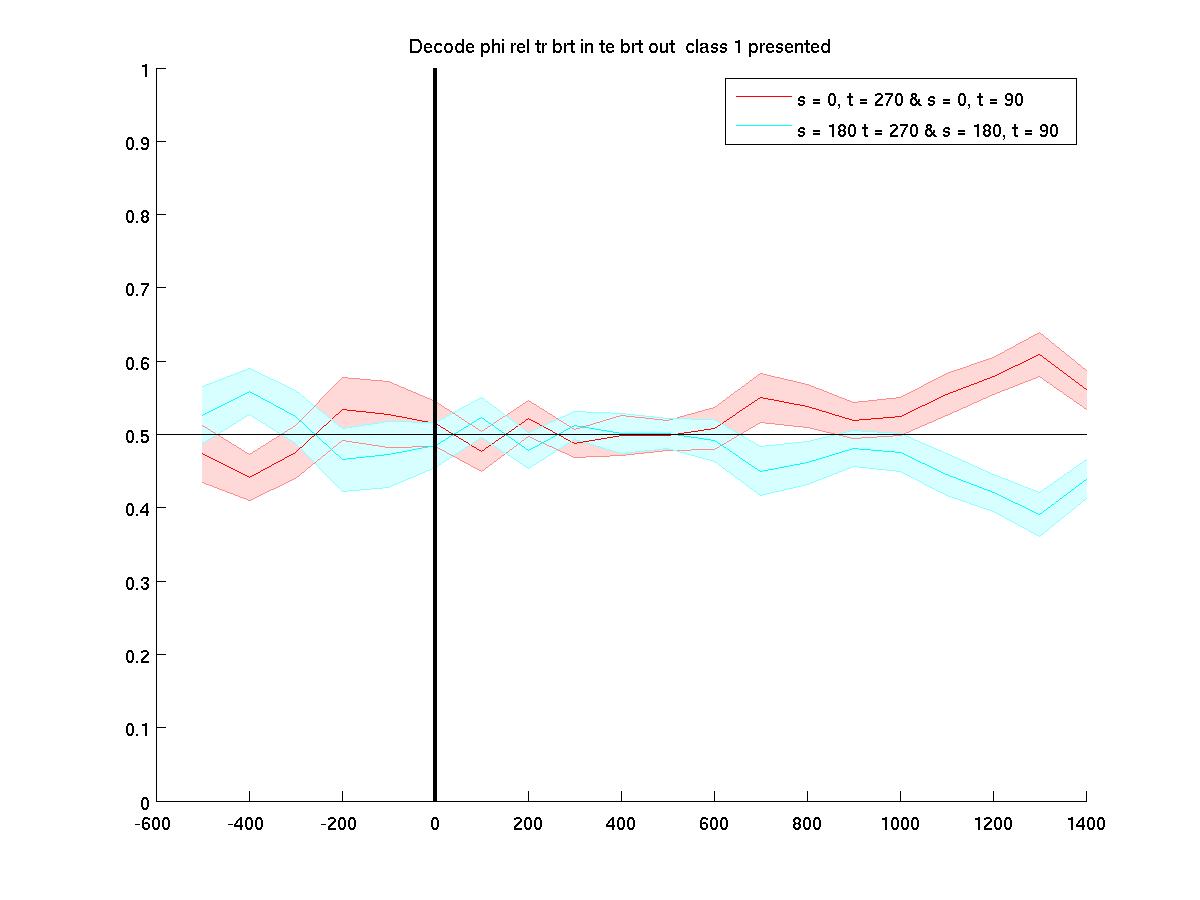 Decode phi rel tr brt in te brt out  class 1 presented
s = 0, t = 270 & s = 0, t = 90
s = 180 t = 270 & s = 180, t = 90
1
0.9
0.8
0.7
0.6
0.5
0.4
0.3
0.2
0.1
0
-600 -400 -200 0 200 400 600 800 1000 1200 1400